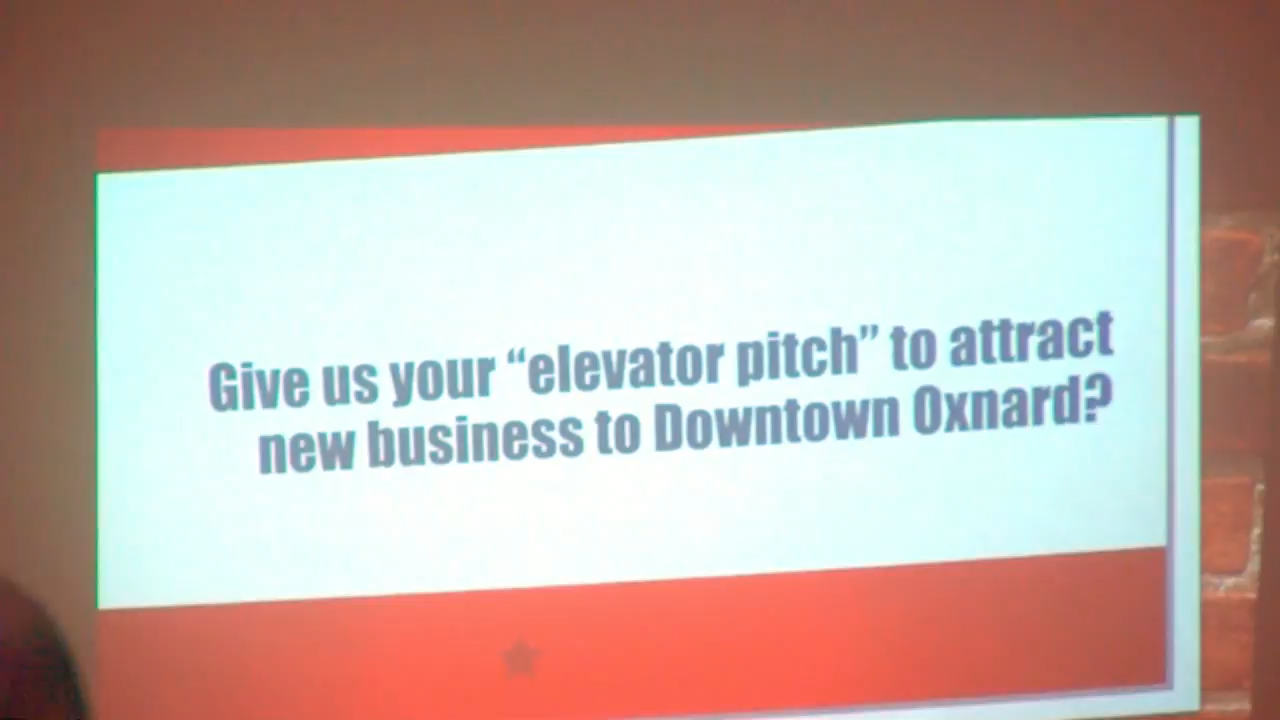 Give us your “elevator pitch” to attract
new business to Downtown Oxnard?